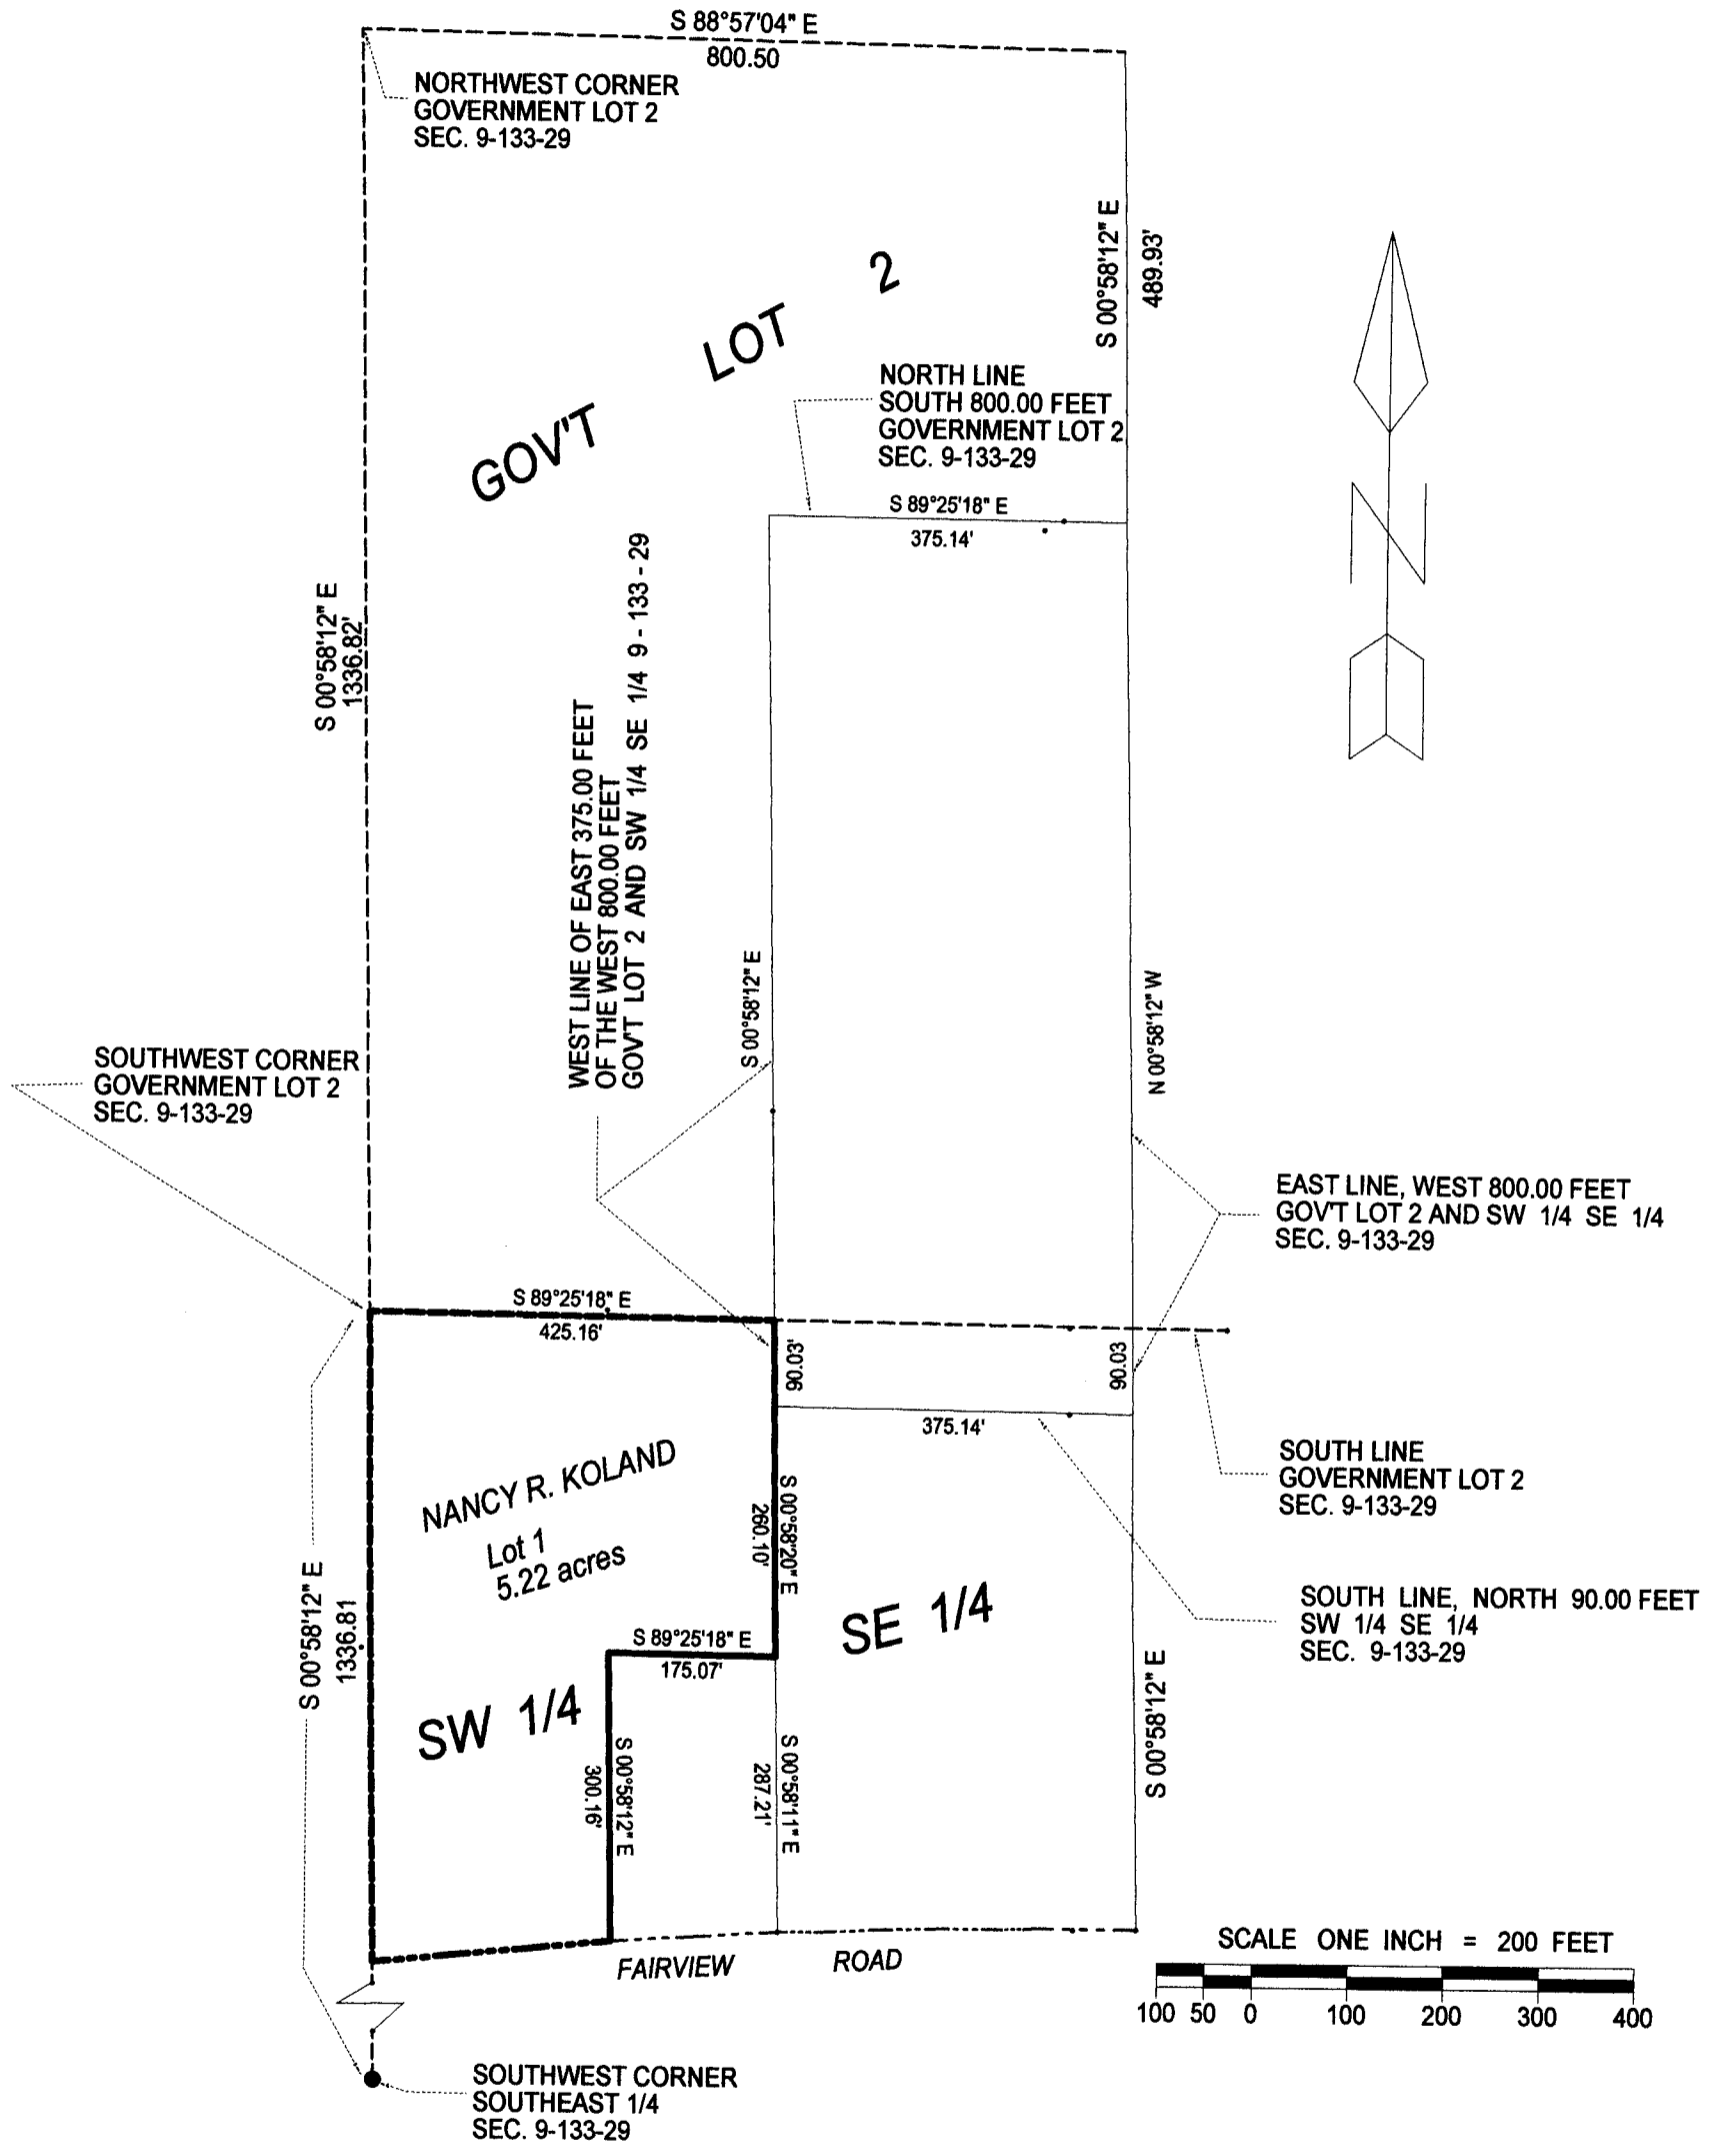 S 88°57'04" E
800.50
NORTHWEST CORNER
GOVERNMENT LOT 2
SEC. 9-133-29
S 00°58'12" E
489.93'
GOV'T LOT 2
NORTH LINE
SOUTH 800.00 FEET
GOVERNMENT LOT 2
SEC. 9-133-29
S 89°25'18" E
375.14'
N
S 00°58'12" E
1336.82'
WEST LINE OF EAST 375.00 FEET
OF THE WEST 800.00 FEET
GOV'T LOT 2 AND SW 1/4 SE 1/4 9 - 133 - 29
S 00°58'12" E
N 00°58'12" W
SOUTHWEST CORNER
GOVERNMENT LOT 2
SEC. 9-133-29
EAST LINE, WEST 800.00 FEET
GOV'T LOT 2 AND SW 1/4 SE 1/4
SEC. 9-133-29
S 89°25'18" E
425.16'
90.03'
90.03
375.14'
SOUTH LINE
GOVERNMENT LOT 2
SEC. 9-133-29
NANCY R. KOLAND
Lot 1
5.22 acres
S 00°58'20" E
260.10'
SOUTH LINE, NORTH 90.00 FEET
SW 1/4 SE 1/4
SEC. 9-133-29
S 00°58'12" E
1336.81
S 89°25'18" E
175.07'
SE 1/4
SW 1/4
S 00°58'12" E
300.16'
S 00°58'11" E
287.21'
S 00°58'12" E
FAIRVIEW ROAD
SCALE ONE INCH = 200 FEET
100 50 0 100 200 300 400
SOUTHWEST CORNER
SOUTHEAST 1/4
SEC. 9-133-29